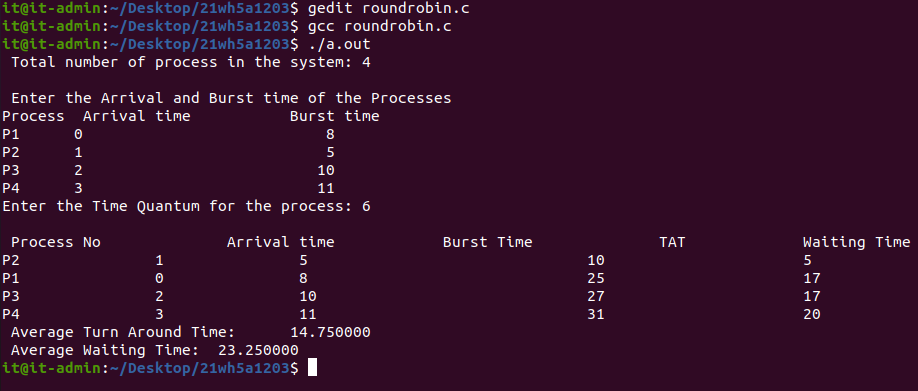 it@it-admin:~/Desktop/21wh5a1203$ gedit roundrobin.c
it@it-admin:~/Desktop/21wh5a1203$ gcc roundrobin.c
it@it-admin:~/Desktop/21wh5a1203$ ./a.out
Total number of process in the system: 4
Enter the Arrival and Burst time of the Processes
Process Arrival time Burst time
P1 0 8
P2 1 5
P3 2 10
P4 3 11
Enter the Time Quantum for the process: 6
Process No Arrival time Burst Time TAT Waiting Time
P2 1 5 10 5
P1 0 8 25 17
P3 2 10 27 17
P4 3 11 31 20
Average Turn Around Time: 14.750000
Average Waiting Time: 23.250000
it@it-admin:~/Desktop/21wh5a1203$